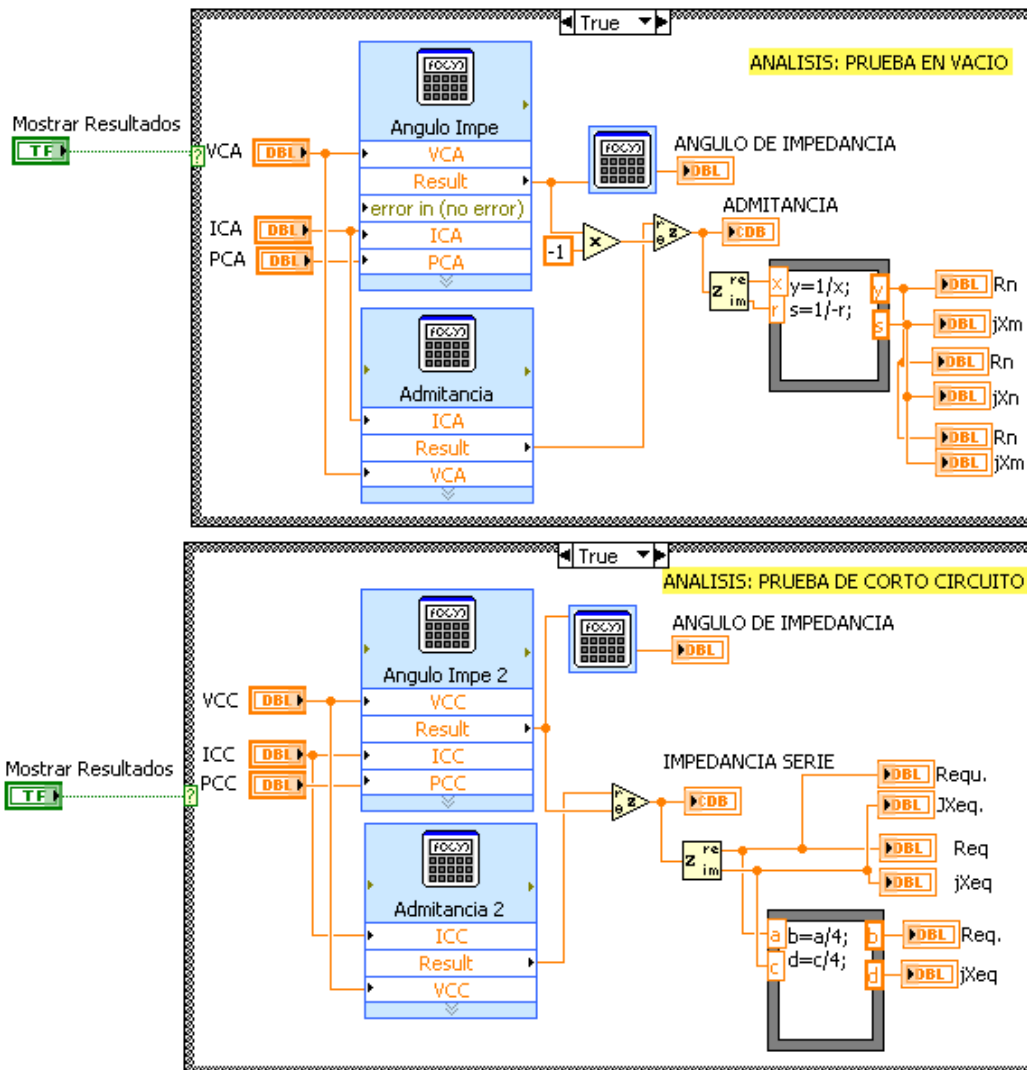 True
ANALISIS: PRUEBA EN VACIO
Mostrar Resultados
TF
?
VCA
DBL
ICA
DBL
PCA
DBL
Angulo Impe
VCA
Result
error in (no error)
ICA
PCA
Admitancia
ICA
Result
VCA
ANGULO DE IMPEDANCIA
DBL
-1
x
r
θ
z
ADMITANCIA
CDB
z
re
im
x
r
y=1/x;
s=1/-r;
y
s
DBL
Rn
DBL
jXm
DBL
Rn
DBL
jXn
DBL
Rn
DBL
jXm
True
ANALISIS: PRUEBA DE CORTO CIRCUITO
Mostrar Resultados
TF
?
VCC
DBL
ICC
DBL
PCC
DBL
Angulo Impe 2
VCC
Result
ICC
PCC
Admitancia 2
ICC
Result
VCC
ANGULO DE IMPEDANCIA
DBL
r
θ
z
IMPEDANCIA SERIE
CDB
z
re
im
DBL
Requ.
DBL
JXeq.
DBL
Req
DBL
jXeq
a
c
b=a/4;
d=c/4;
b
d
DBL
Req.
DBL
jXeq